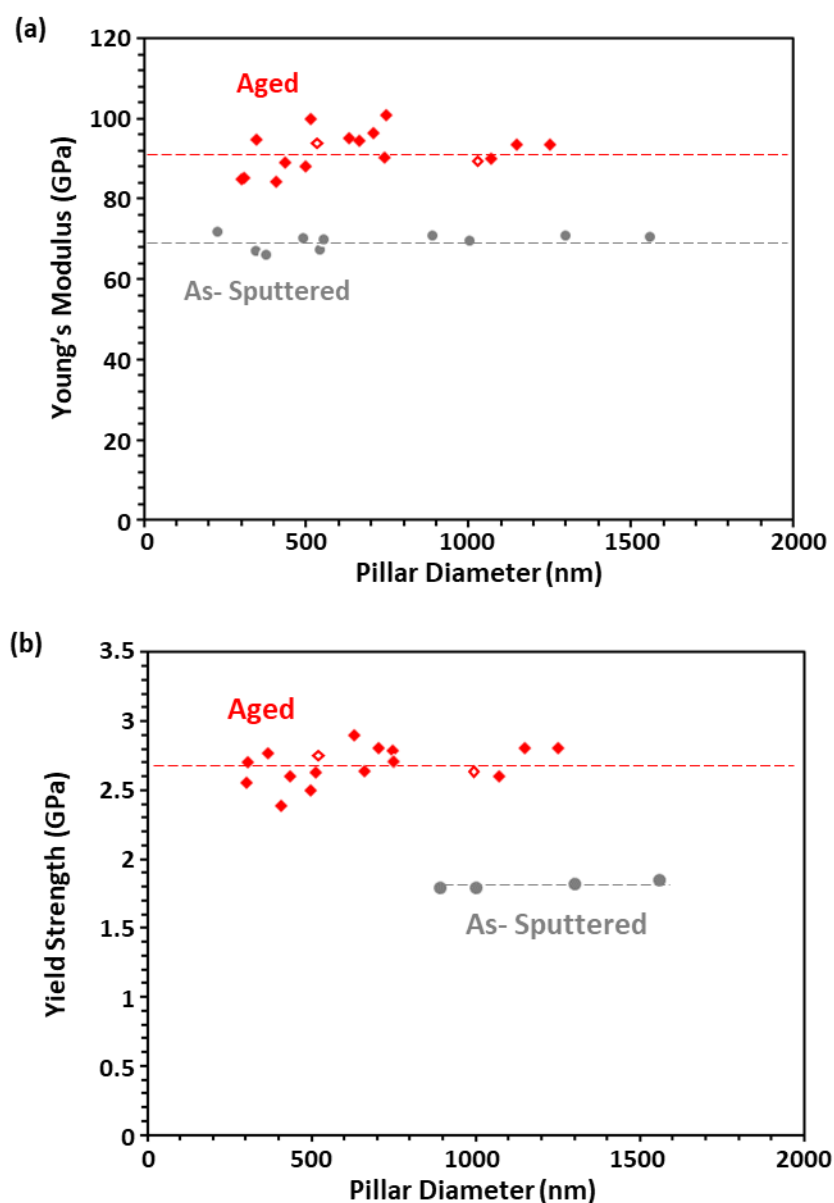 (a)
120
100
80
60
40
20
0
Young's Modulus (GPa)
Aged
As- Sputtered
0 500 1000 1500 2000
Pillar Diameter (nm)
(b)
3.5
3
2.5
2
1.5
1
0.5
0
Yield Strength (GPa)
Aged
As- Sputtered
0 500 1000 1500 2000
Pillar Diameter (nm)